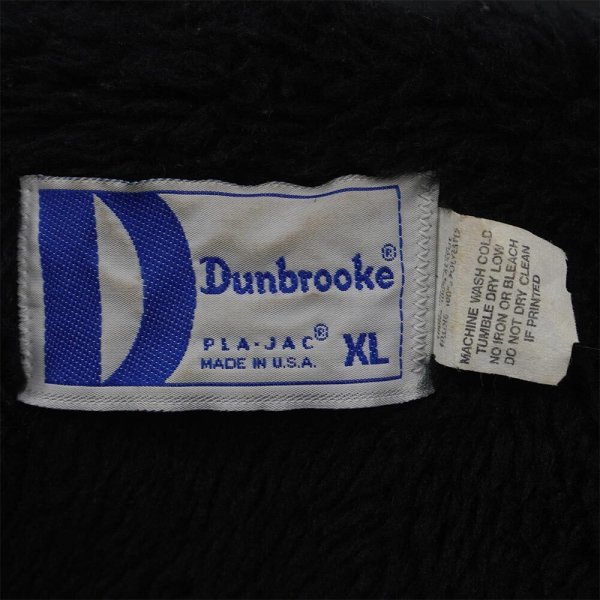 Dunbrooke®
PLA-JAC® XL
MADE IN U.S.A.
MACHINE WASH COLD
TUMBLE DRY LOW
NO IRON OR BLEACH
DO NOT DRY CLEAN
IF PRINTED